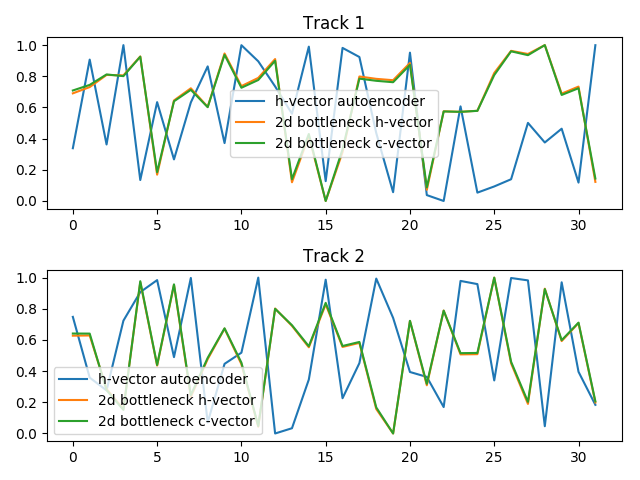 Track 1
1.0
0.8
0.6
0.4
0.2
0.0
h-vector autoencoder
2d bottleneck h-vector
2d bottleneck c-vector
0 5 10 15 20 25 30
Track 2
1.0
0.8
0.6
0.4
0.2
0.0
h-vector autoencoder
2d bottleneck h-vector
2d bottleneck c-vector
0 5 10 15 20 25 30